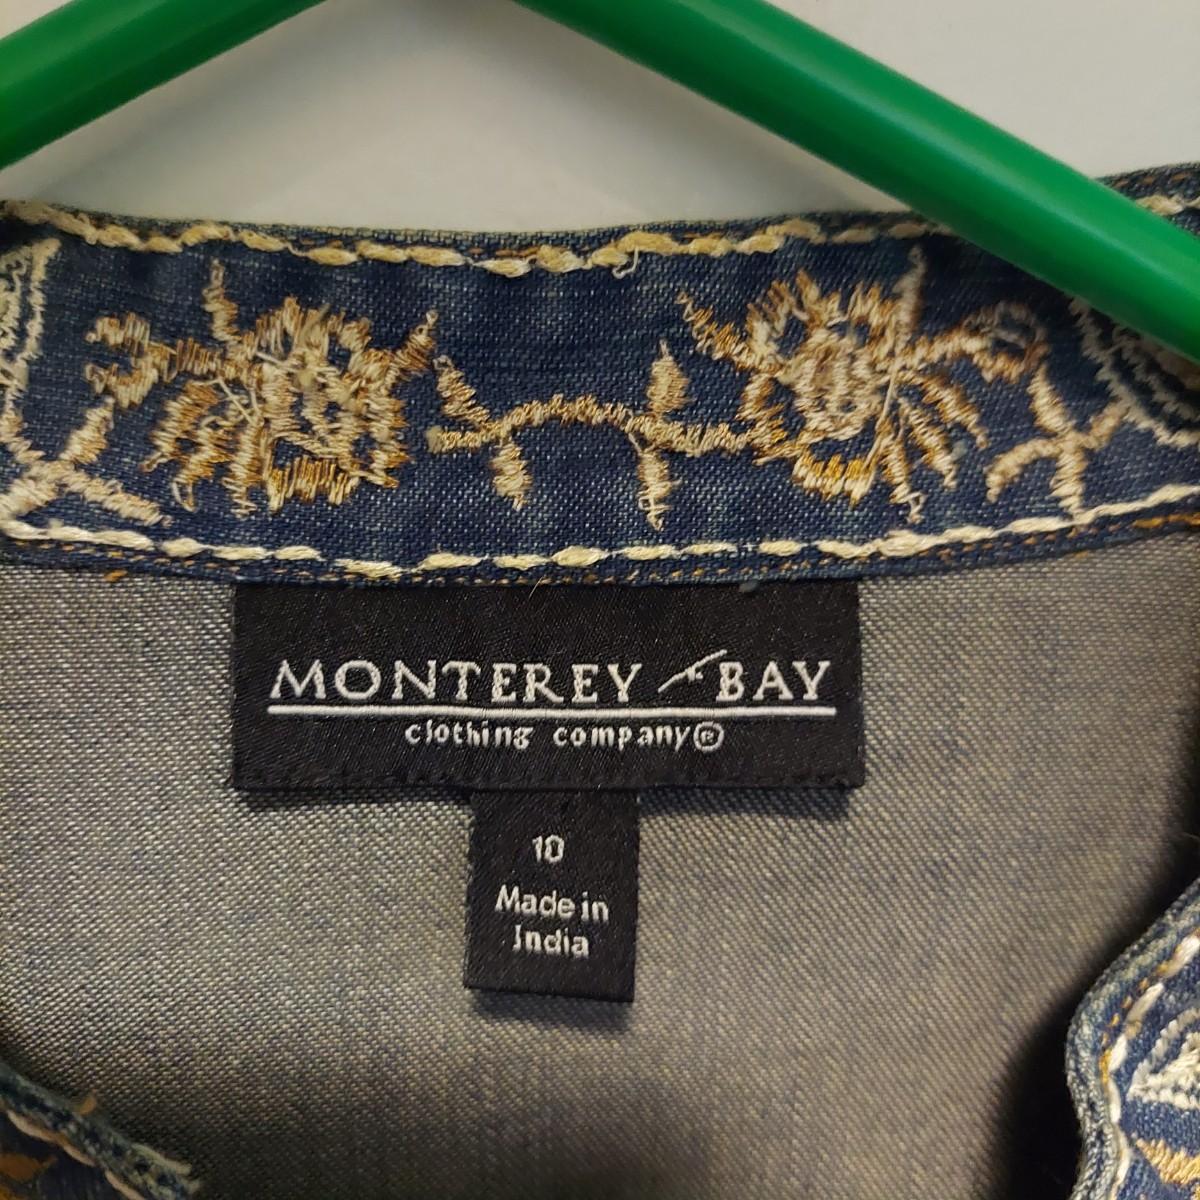 MONTEREY BAY
clothing company®
10
Made in
India